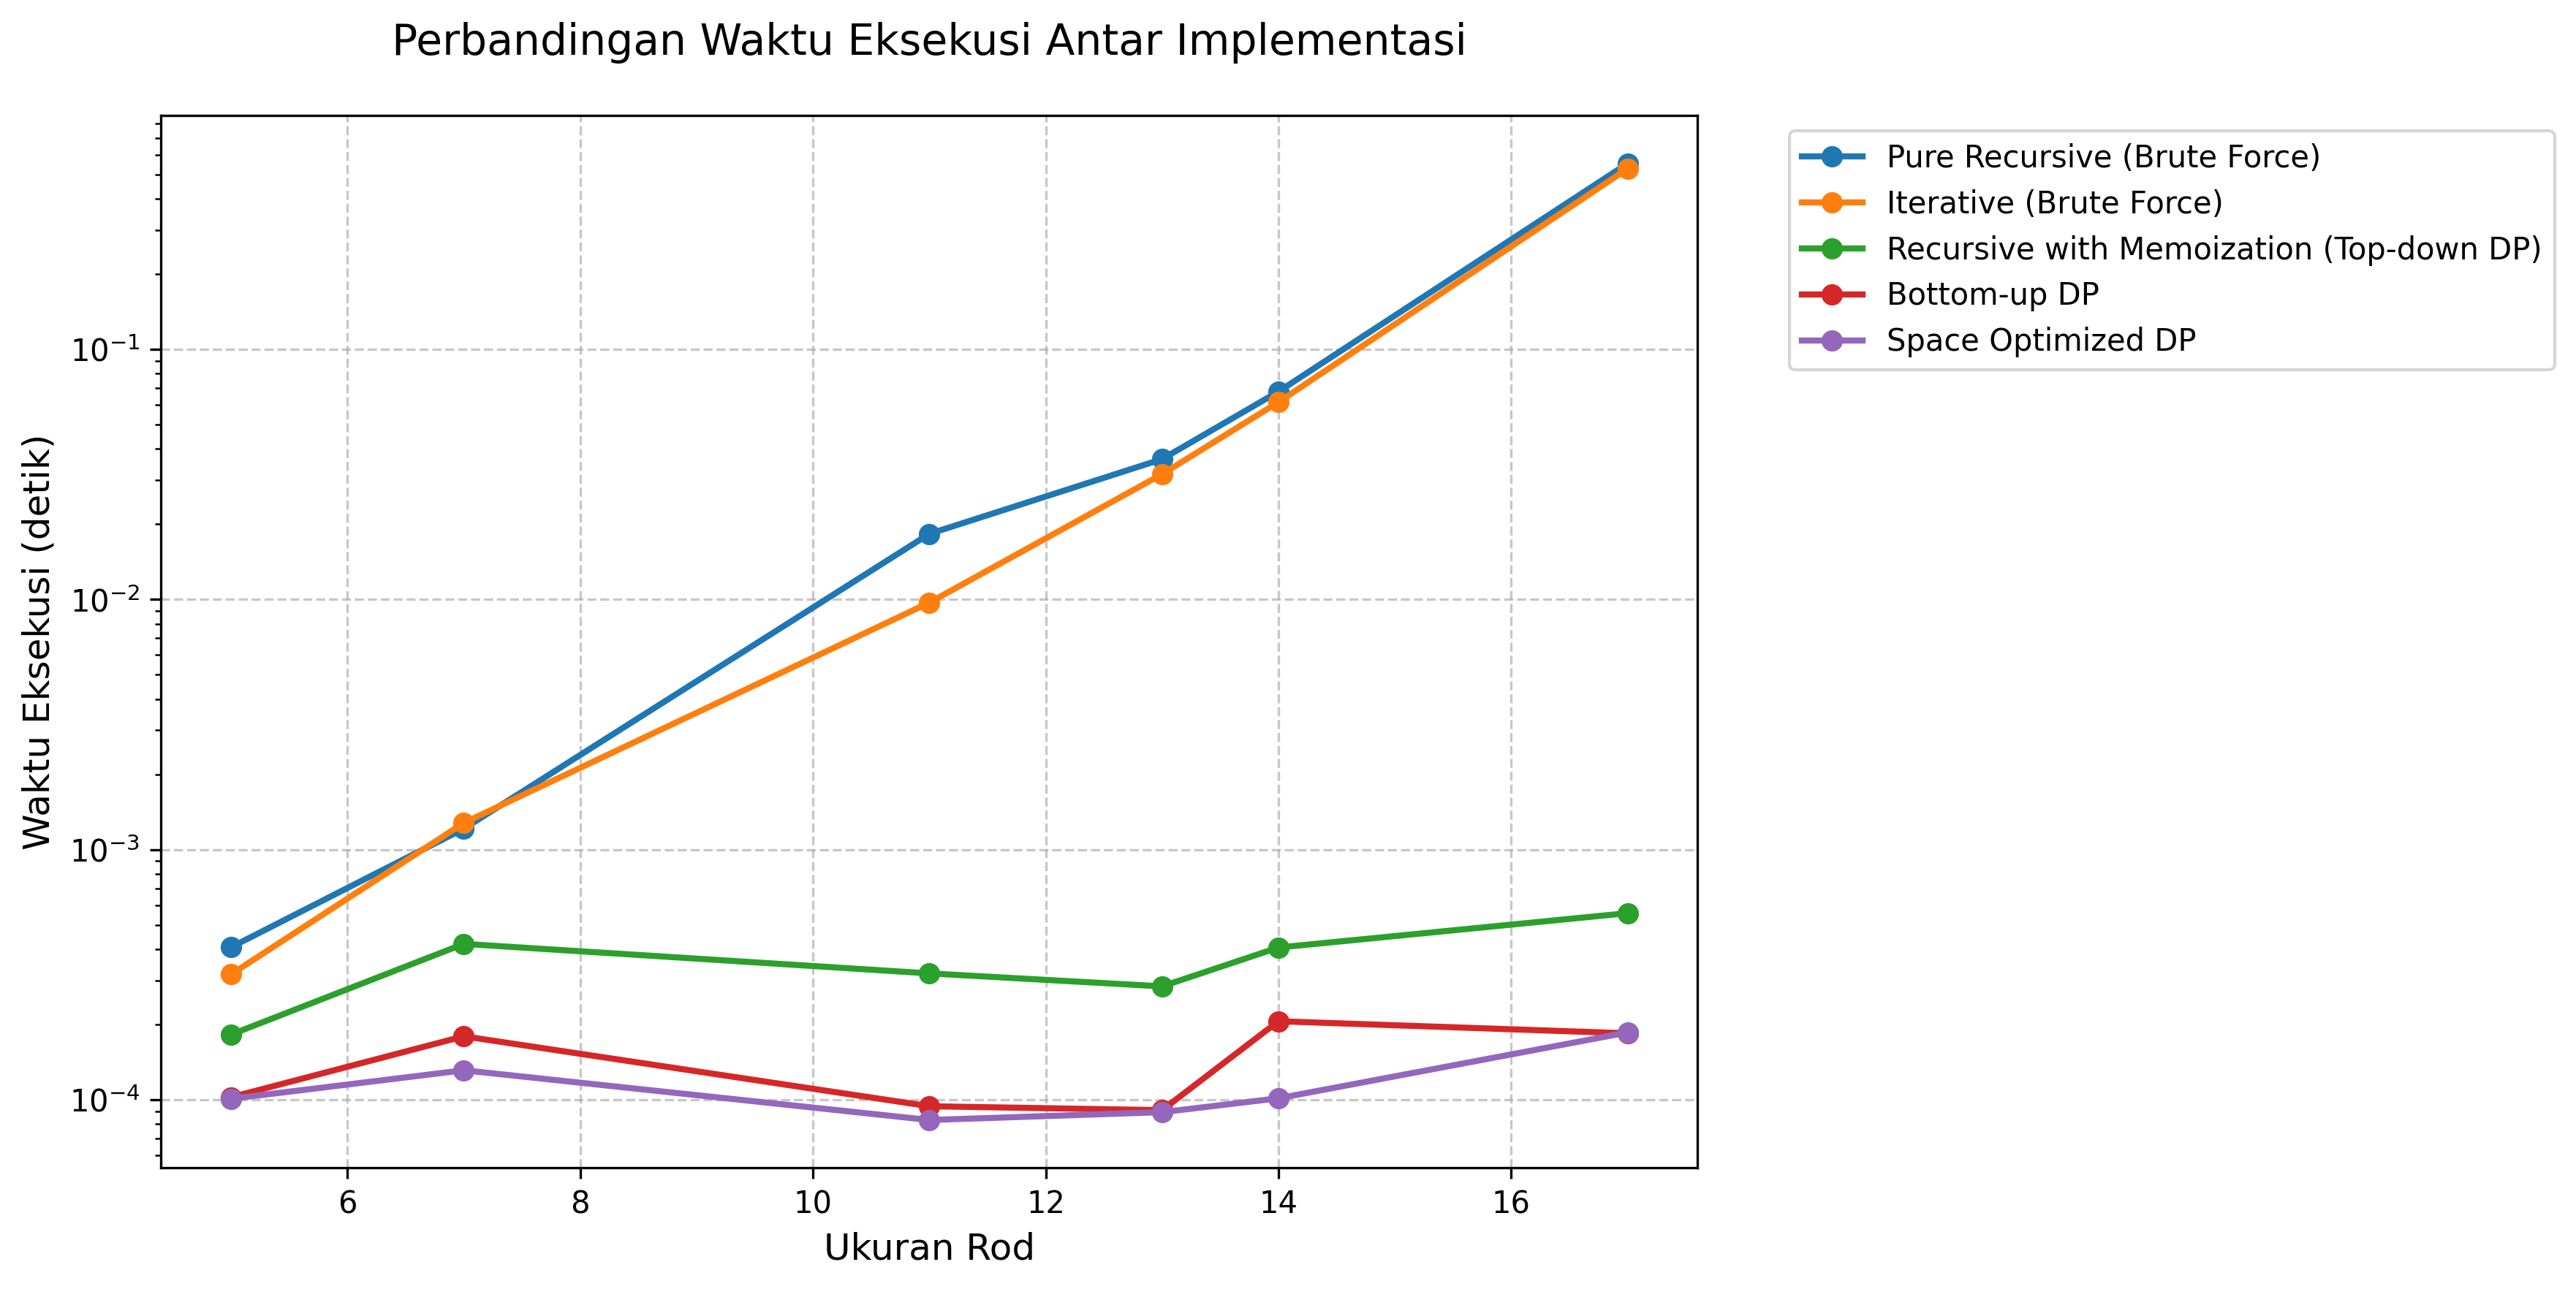 Perbandingan Waktu Eksekusi Antar Implementasi
Pure Recursive (Brute Force)
Iterative (Brute Force)
Recursive with Memoization (Top-down DP)
Bottom-up DP
Space Optimized DP
Waktu Eksekusi (detik)
10⁻¹
10⁻²
10⁻³
10⁻⁴
6 8 10 12 14 16
Ukuran Rod